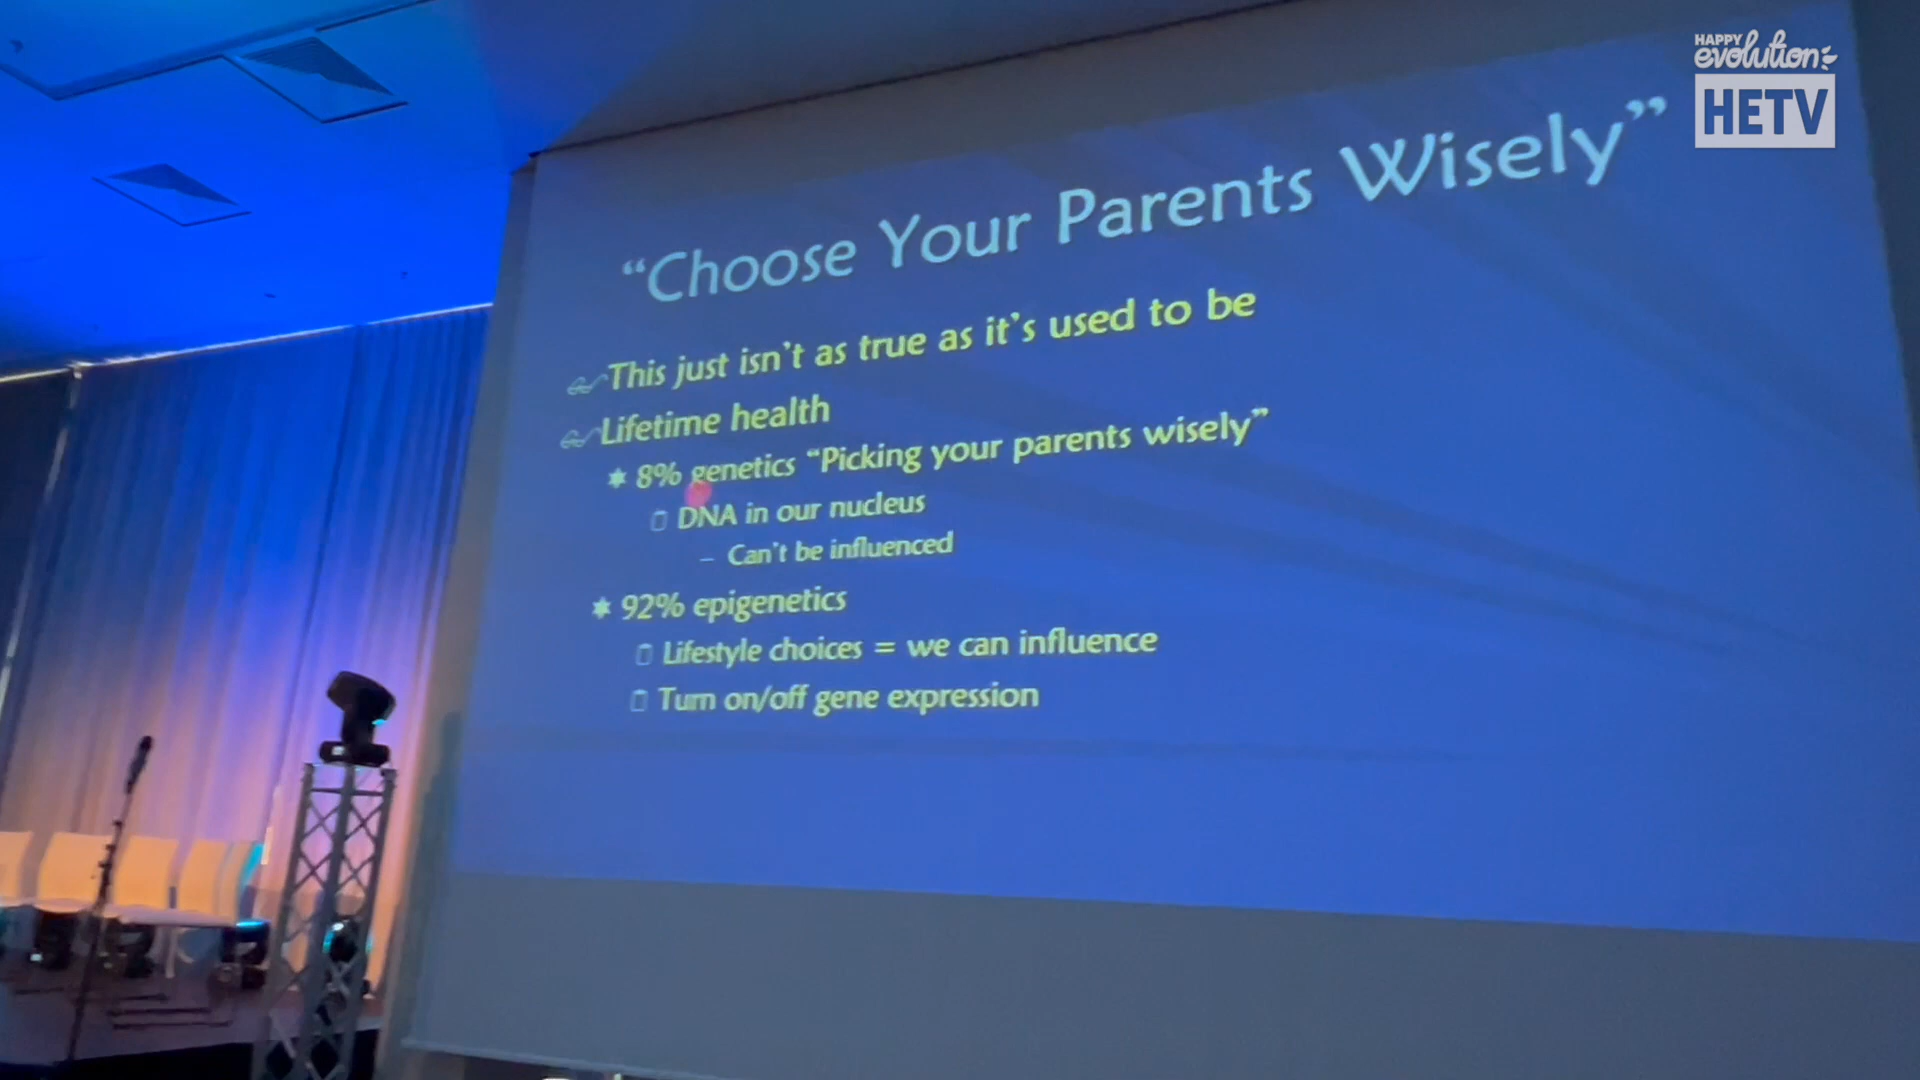 HAPPY
evolution
HETV
“Choose Your Parents Wisely”
This just isn't as true as it's used to be
Lifetime health
8% genetics “Picking your parents wisely”
DNA in our nucleus
– Can't be influenced
92% epigenetics
Lifestyle choices = we can influence
Turn on/off gene expression